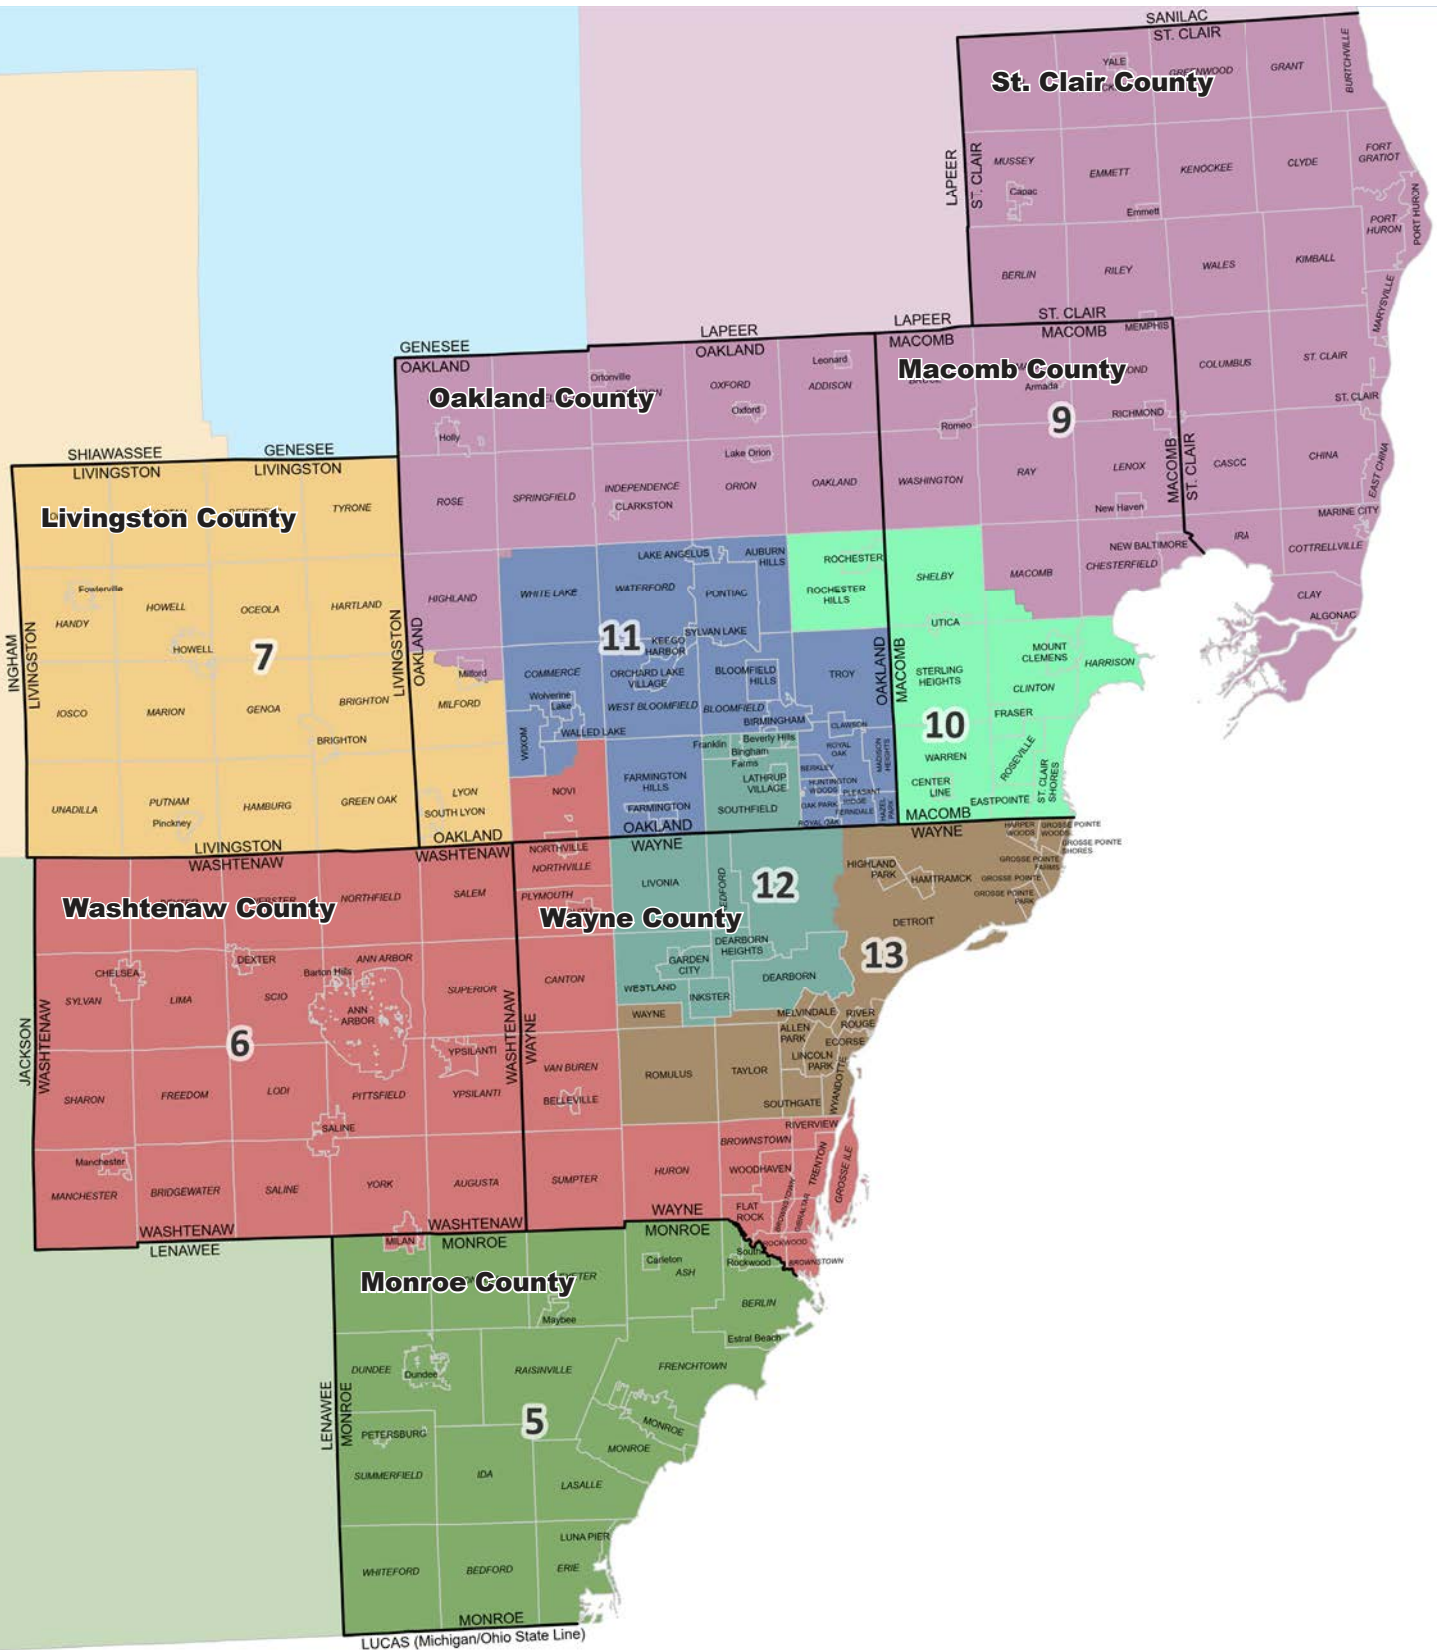 SANILAC
ST. CLAIR
YALE
GREENWOOD
GRANT
BURTCHVILLE
St. Clair County
LAPEER
ST. CLAIR
MUSSEY
Capac
EMMETT
Emmett
KENOCKEE
CLYDE
FORT
GRATIOT
PORT
HURON
PORT HURON
BERLIN
RILEY
WALES
KIMBALL
MARYSVILLE
LAPEER
ST. CLAIR
MACOMB
MACOMB
MEMPHIS
COLUMBUS
ST. CLAIR
ST. CLAIR
LAPEER
OAKLAND
GENESEE
OAKLAND
Macomb County
Armada
9
RICHMOND
Romeo
WASHINGTON
RAY
LENOX
New Haven
MACOMB
ST. CLAIR
CASCC
CHINA
EAST CHINA
MARINE CITY
IRA
COTTRELLVILLE
NEW BALTIMORE
CHESTERFIELD
MACOMB
CLAY
ALGONAC
Oakland County
Ortonville
OXFORD
Oxford
Leonard
ADDISON
Holly
Lake Orion
ROSE
SPRINGFIELD
INDEPENDENCE
CLARKSTON
ORION
OAKLAND
HIGHLAND
Milford
MILFORD
LYON
SOUTH LYON
OAKLAND
SHIAWASSEE
LIVINGSTON
GENESEE
LIVINGSTON
TYRONE
Livingston County
Fowlerville
HANDY
HOWELL
HOWELL
OCEOLA
HARTLAND
7
INGHAM
LIVINGSTON
LIVINGSTON
OAKLAND
IOSCO
MARION
GENOA
BRIGHTON
BRIGHTON
UNADILLA
PUTNAM
Pinckney
HAMBURG
GREEN OAK
LIVINGSTON
WASHTENAW
WASHTENAW
LAKE ANGELUS
AUBURN
HILLS
WHITE LAKE
WATERFORD
PONTIAC
11
KEEGO
HARBOR
SYLVAN LAKE
COMMERCE
ORCHARD LAKE
VILLAGE
BLOOMFIELD
HILLS
TROY
Wolverine
Lake
WEST BLOOMFIELD
BLOOMFIELD
BIRMINGHAM
CLAWSON
WIXOM
WALLED LAKE
Franklin
Beverly Hills
Bingham
Farms
ROYAL
OAK
MADISON
HEIGHTS
BERKLEY
NOVI
FARMINGTON
HILLS
FARMINGTON
LATHRUP
VILLAGE
SOUTHFIELD
HUNTINGTON
WOODS
PLEASANT
RIDGE
OAK PARK
FERNDALE
HAZEL
PARK
ROYAL OAK
OAKLAND
WAYNE
OAKLAND
MACOMB
ROCHESTER
ROCHESTER
HILLS
SHELBY
UTICA
STERLING
HEIGHTS
MOUNT
CLEMENS
HARRISON
CLINTON
FRASER
10
WARREN
ROSEVILLE
ST. CLAIR
SHORES
CENTER
LINE
EASTPOINTE
MACOMB
WAYNE
HARPER
WOODS
GROSSE POINTE
WOODS
GROSSE POINTE
SHORES
GROSSE POINTE
FARMS
GROSSE POINTE
GROSSE POINTE
PARK
HIGHLAND
PARK
HAMTRAMCK
DETROIT
13
Washtenaw County
NORTHFIELD
SALEM
CHELSEA
DEXTER
Barton Hills
ANN ARBOR
SYLVAN
LIMA
SCIO
ANN
ARBOR
SUPERIOR
6
YPSILANTI
JACKSON
WASHTENAW
WASHTENAW
WAYNE
SHARON
FREEDOM
LODI
PITTSFIELD
YPSILANTI
SALINE
Manchester
MANCHESTER
BRIDGEWATER
SALINE
YORK
AUGUSTA
WASHTENAW
LENAWEE
WASHTENAW
MONROE
MILAN
NORTHVILLE
NORTHVILLE
PLYMOUTH
Wayne County
LIVONIA
12
DEARBORN
HEIGHTS
GARDEN
CITY
CANTON
WESTLAND
INKSTER
DEARBORN
WAYNE
MELVINDALE
RIVER
ROUGE
ALLEN
PARK
ECORSE
LINCOLN
PARK
VAN BUREN
BELLEVILLE
ROMULUS
TAYLOR
WYANDOTTE
SOUTHGATE
RIVERVIEW
BROWNSTOWN
WOODHAVEN
TRENTON
GROSSE ILE
SUMPTER
HURON
FLAT
ROCK
BROWNSTOWN
GIBRALTAR
WAYNE
MONROE
ROCKWOOD
BROWNSTOWN
South
Rockwood
Monroe County
Carleton
ASH
BERLIN
Maybee
Estral Beach
DUNDEE
Dundee
RAISINVILLE
FRENCHTOWN
LENAWEE
MONROE
5
PETERSBURG
MONROE
MONROE
SUMMERFIELD
IDA
LASALLE
LUNA PIER
WHITEFORD
BEDFORD
ERIE
MONROE
LUCAS (Michigan/Ohio State Line)